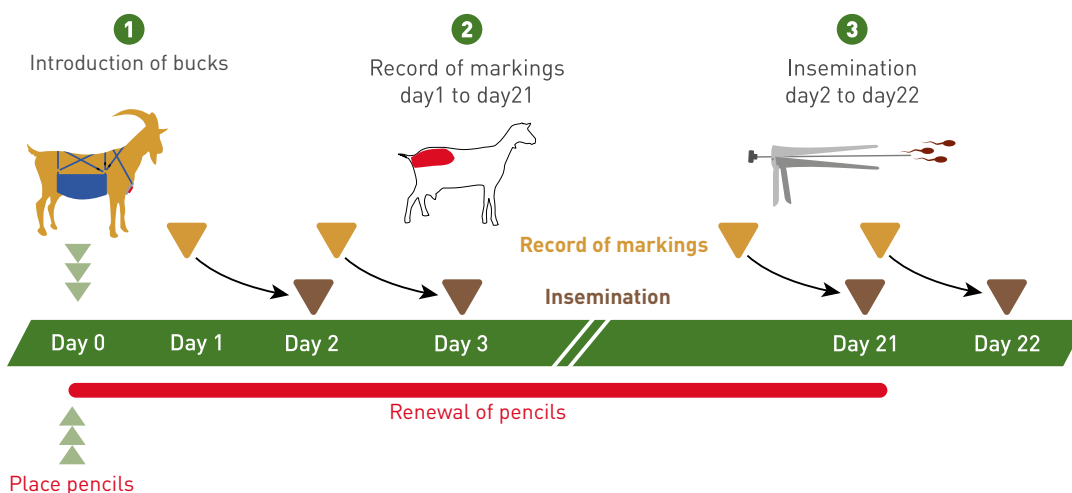 1
Introduction of bucks
2
Record of markings
day1 to day21
3
Insemination
day2 to day22
Record of markings
Insemination
Day 0
Day 1
Day 2
Day 3
Day 21
Day 22
Renewal of pencils
Place pencils